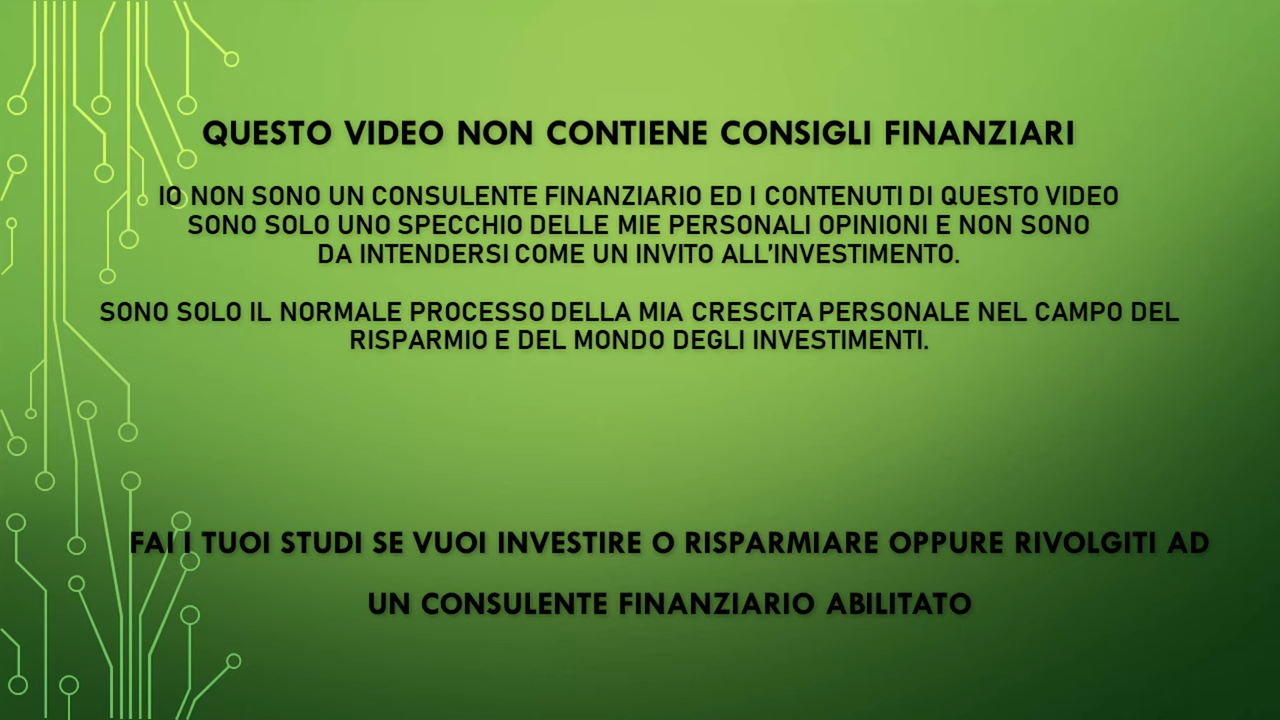 QUESTO VIDEO NON CONTIENE CONSIGLI FINANZIARI
IO NON SONO UN CONSULENTE FINANZIARIO ED I CONTENUTI DI QUESTO VIDEO
SONO SOLO UNO SPECCHIO DELLE MIE PERSONALI OPINIONI E NON SONO
DA INTENDERSI COME UN INVITO ALL'INVESTIMENTO.
SONO SOLO IL NORMALE PROCESSO DELLA MIA CRESCITA PERSONALE NEL CAMPO DEL
RISPARMIO E DEL MONDO DEGLI INVESTIMENTI.
FAI I TUOI STUDI SE VUOI INVESTIRE O RISPARMIARE OPPURE RIVOLGITI AD
UN CONSULENTE FINANZIARIO ABILITATO